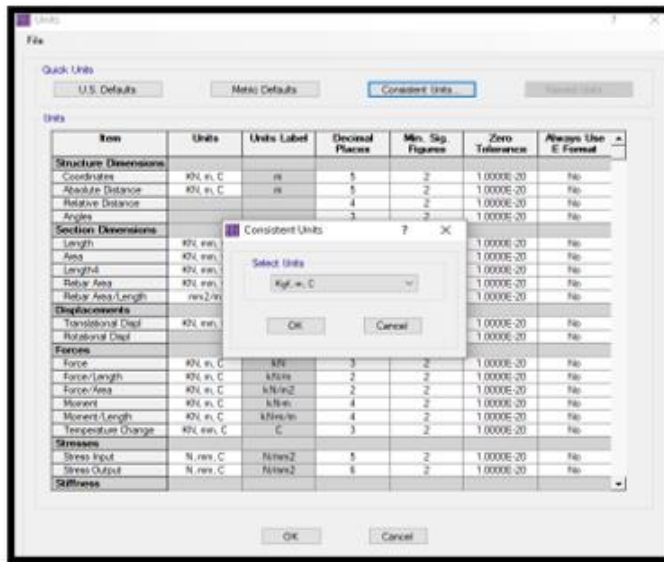 Units ? ×
File
Quick Units
U.S. Defaults Metric Defaults Consistent Units...
Units
Item Units Units Label Decimal Places Min. Sig. Figures Zero Tolerance Always Use E Format
Structure Dimensions
Coordinates KN, m, C m 5 2 1.0000E-20 No
Absolute Distance KN, m, C m 5 2 1.0000E-20 No
Relative Distance 4 2 1.0000E-20 No
Angles 3 2 1.0000E-20 No
Section Dimensions
Length KN, mm, 1.0000E-20 No
Area KN, mm, 1.0000E-20 No
Length4 KN, mm, 1.0000E-20 No
Rebar Area KN, mm, 1.0000E-20 No
Rebar Area/Length mm2/m 1.0000E-20 No
Displacements
Translational Displ KN, mm, 1.0000E-20 No
Rotational Displ 1.0000E-20 No
Consistent Units ? ×
Select Units
Kgf, m, C
OK Cancel
Forces
Force KN, m, C kN 3 2 1.0000E-20 No
Force/Length KN, m, C kN/m 2 2 1.0000E-20 No
Force/Area KN, m, C kN/m2 2 2 1.0000E-20 No
Moment KN, m, C kN-m 4 2 1.0000E-20 No
Moment/Length KN, m, C kN-m/m 4 2 1.0000E-20 No
Temperature Change KN, mm, C C 3 2 1.0000E-20 No
Stresses
Stress Input N, mm, C N/mm2 5 2 1.0000E-20 No
Stress Output N, mm, C N/mm2 6 2 1.0000E-20 No
Stiffness
OK Cancel